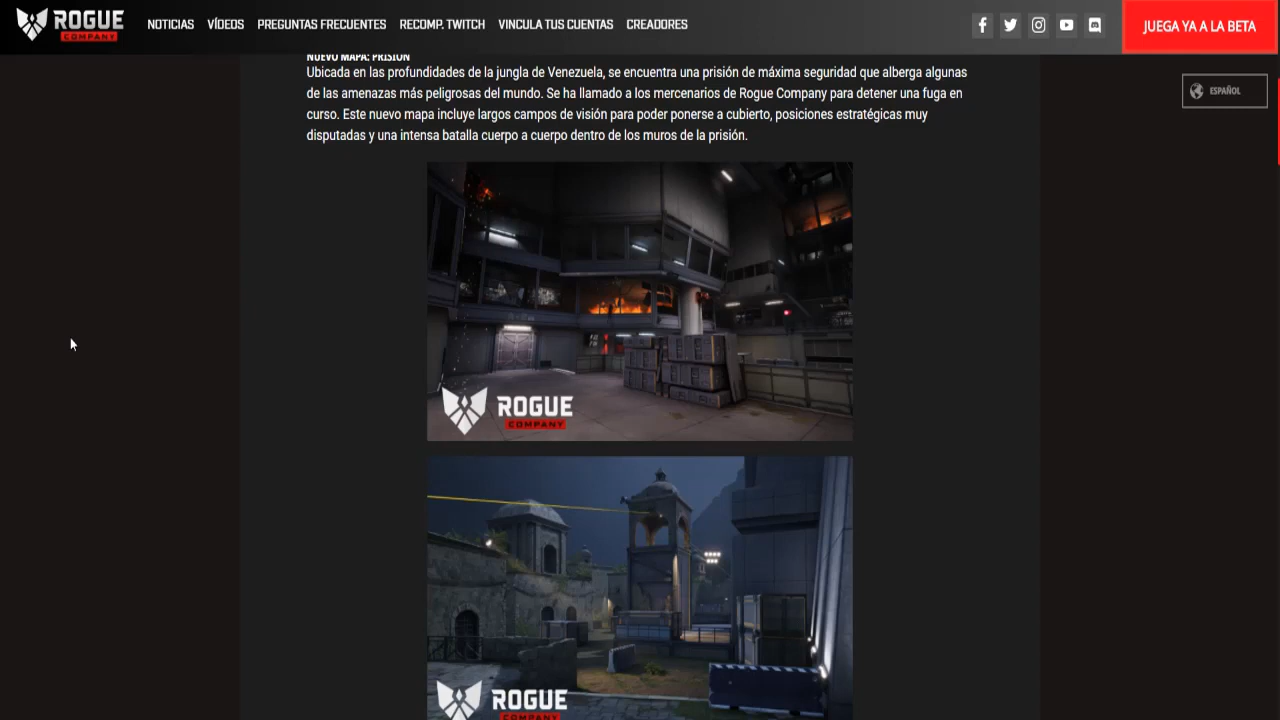 ROGUE
COMPANY
NOTICIAS
VÍDEOS
PREGUNTAS FRECUENTES
RECOMP. TWITCH
VINCULA TUS CUENTAS
CREADORES
JUEGA YA A LA BETA
ESPAÑOL
NUEVO MAPA: PRISIÓN
Ubicada en las profundidades de la jungla de Venezuela, se encuentra una prisión de máxima seguridad que alberga algunas
de las amenazas más peligrosas del mundo. Se ha llamado a los mercenarios de Rogue Company para detener una fuga en
curso. Este nuevo mapa incluye largos campos de visión para poder ponerse a cubierto, posiciones estratégicas muy
disputadas y una intensa batalla cuerpo a cuerpo dentro de los muros de la prisión.
ROGUE
COMPANY
ROGUE
COMPANY